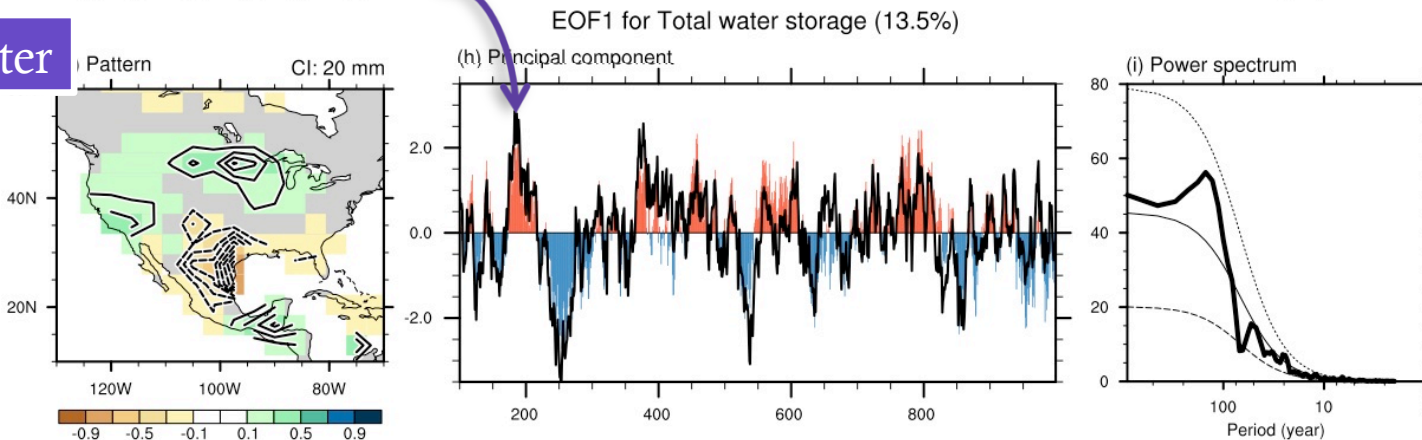 EOF1 for Total water storage (13.5%)
ter
) Pattern
CI: 20 mm
(h) Principal component
(i) Power spectrum
40N
20N
120W
100W
80W
-0.9
-0.5
-0.1
0.1
0.5
0.9
2.0
0.0
-2.0
200
400
600
800
80
60
40
20
0
100
10
Period (year)